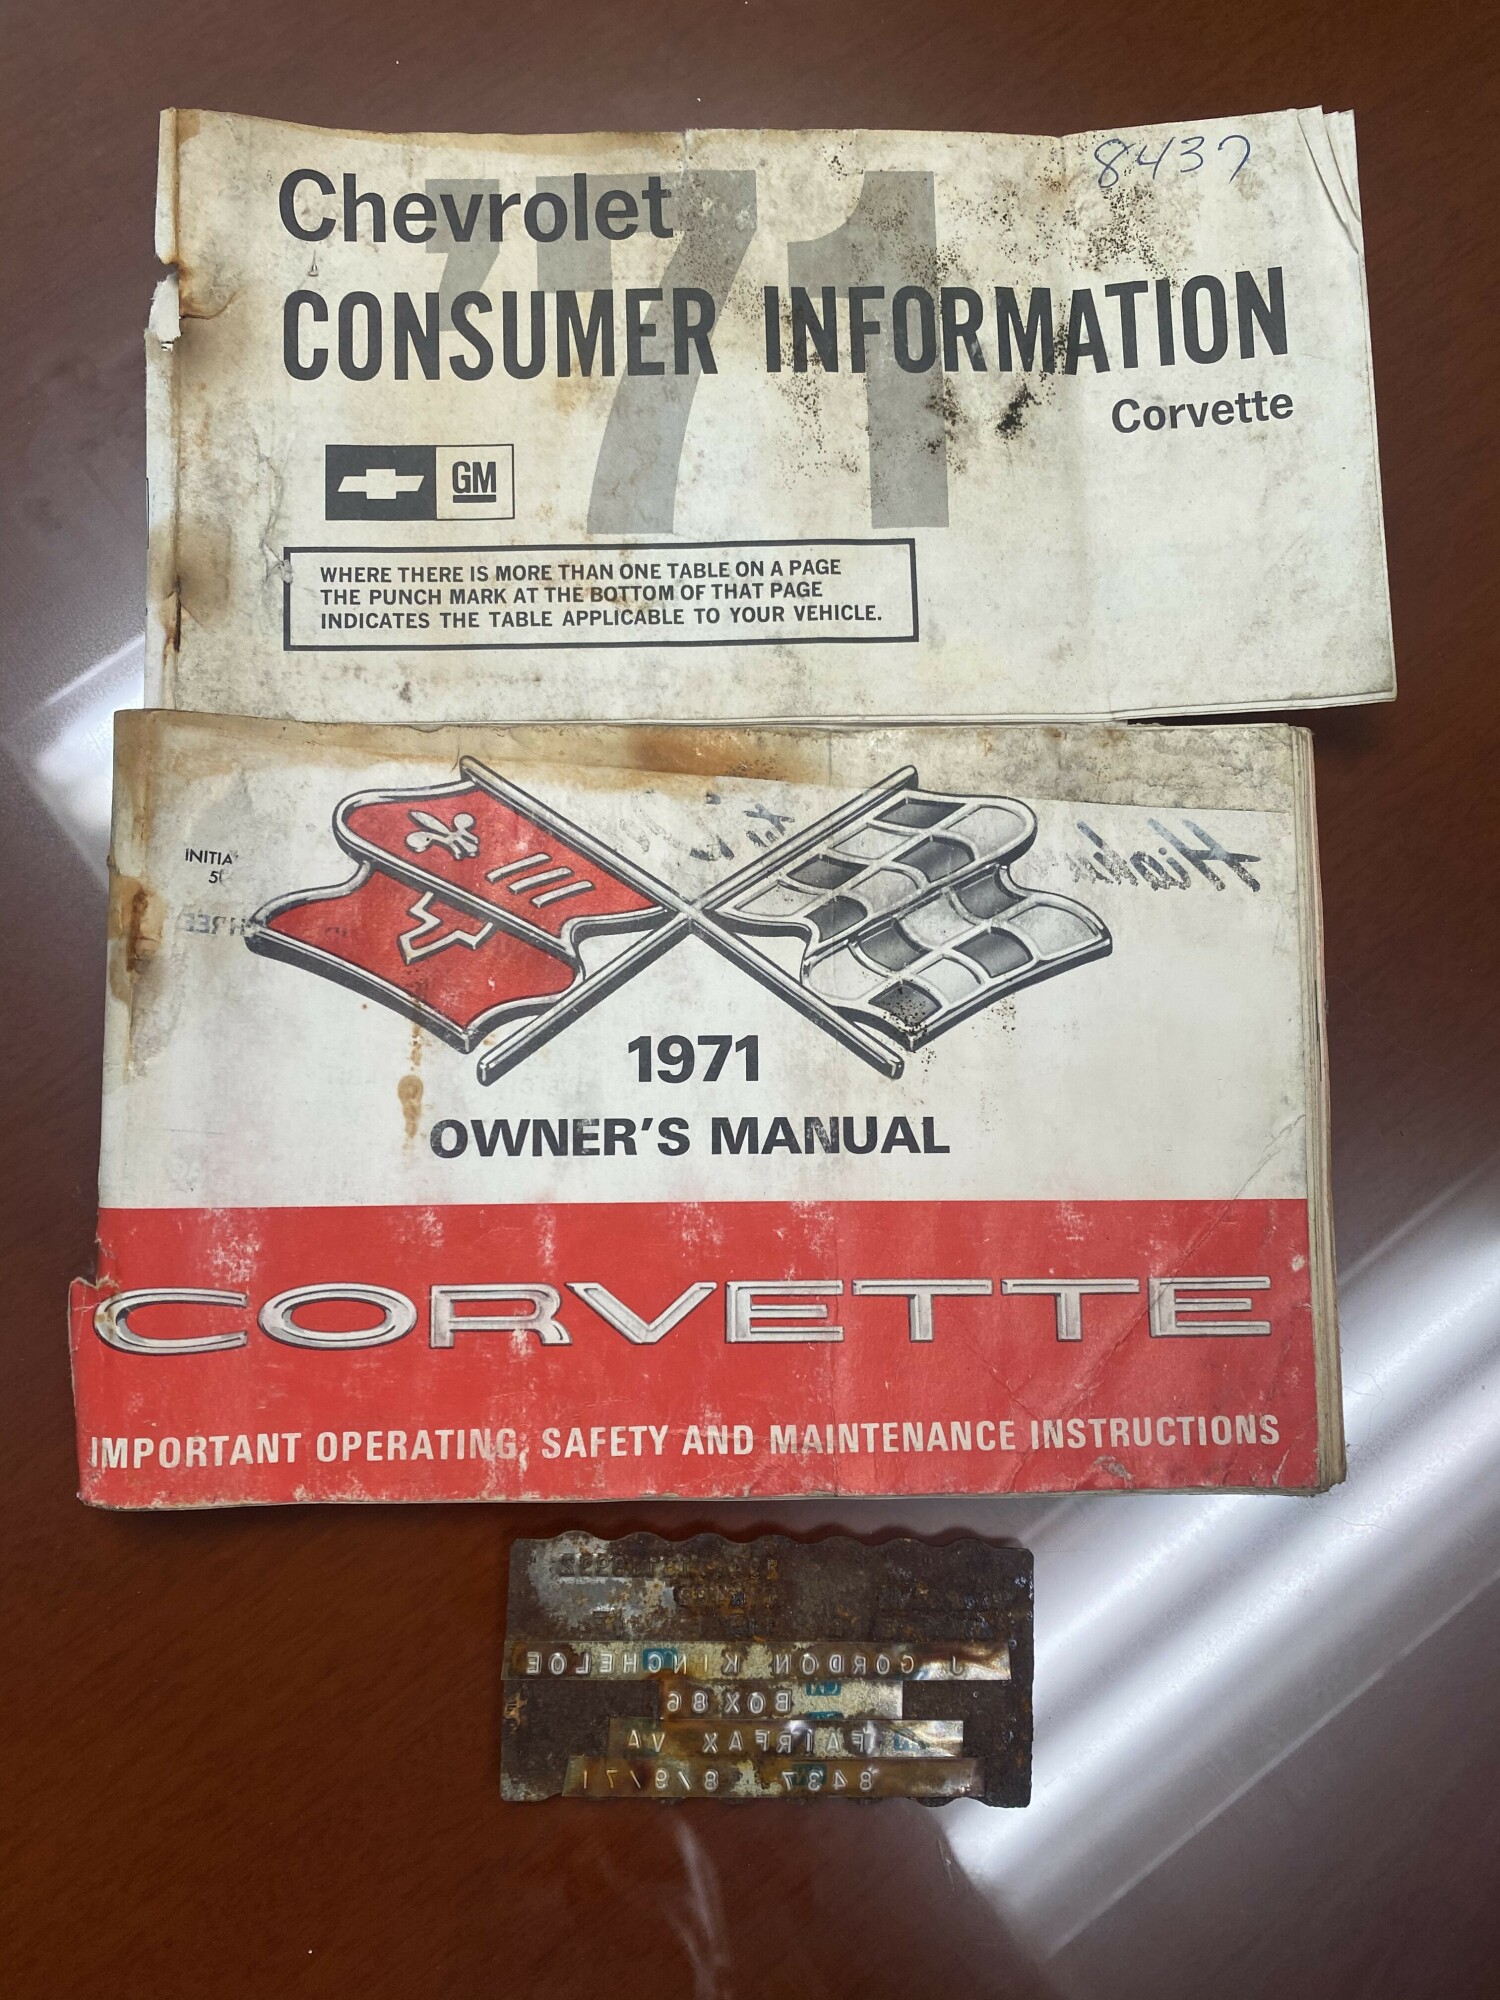 8437
Chevrolet
'71
CONSUMER INFORMATION
Corvette
GM
WHERE THERE IS MORE THAN ONE TABLE ON A PAGE
THE PUNCH MARK AT THE BOTTOM OF THAT PAGE
INDICATES THE TABLE APPLICABLE TO YOUR VEHICLE.
INITIA
1971
OWNER'S MANUAL
CORVETTE
IMPORTANT OPERATING, SAFETY AND MAINTENANCE INSTRUCTIONS
J GORDON KINCHELOE
BOX 86
FAIRFAX VA
8437 8/9/71